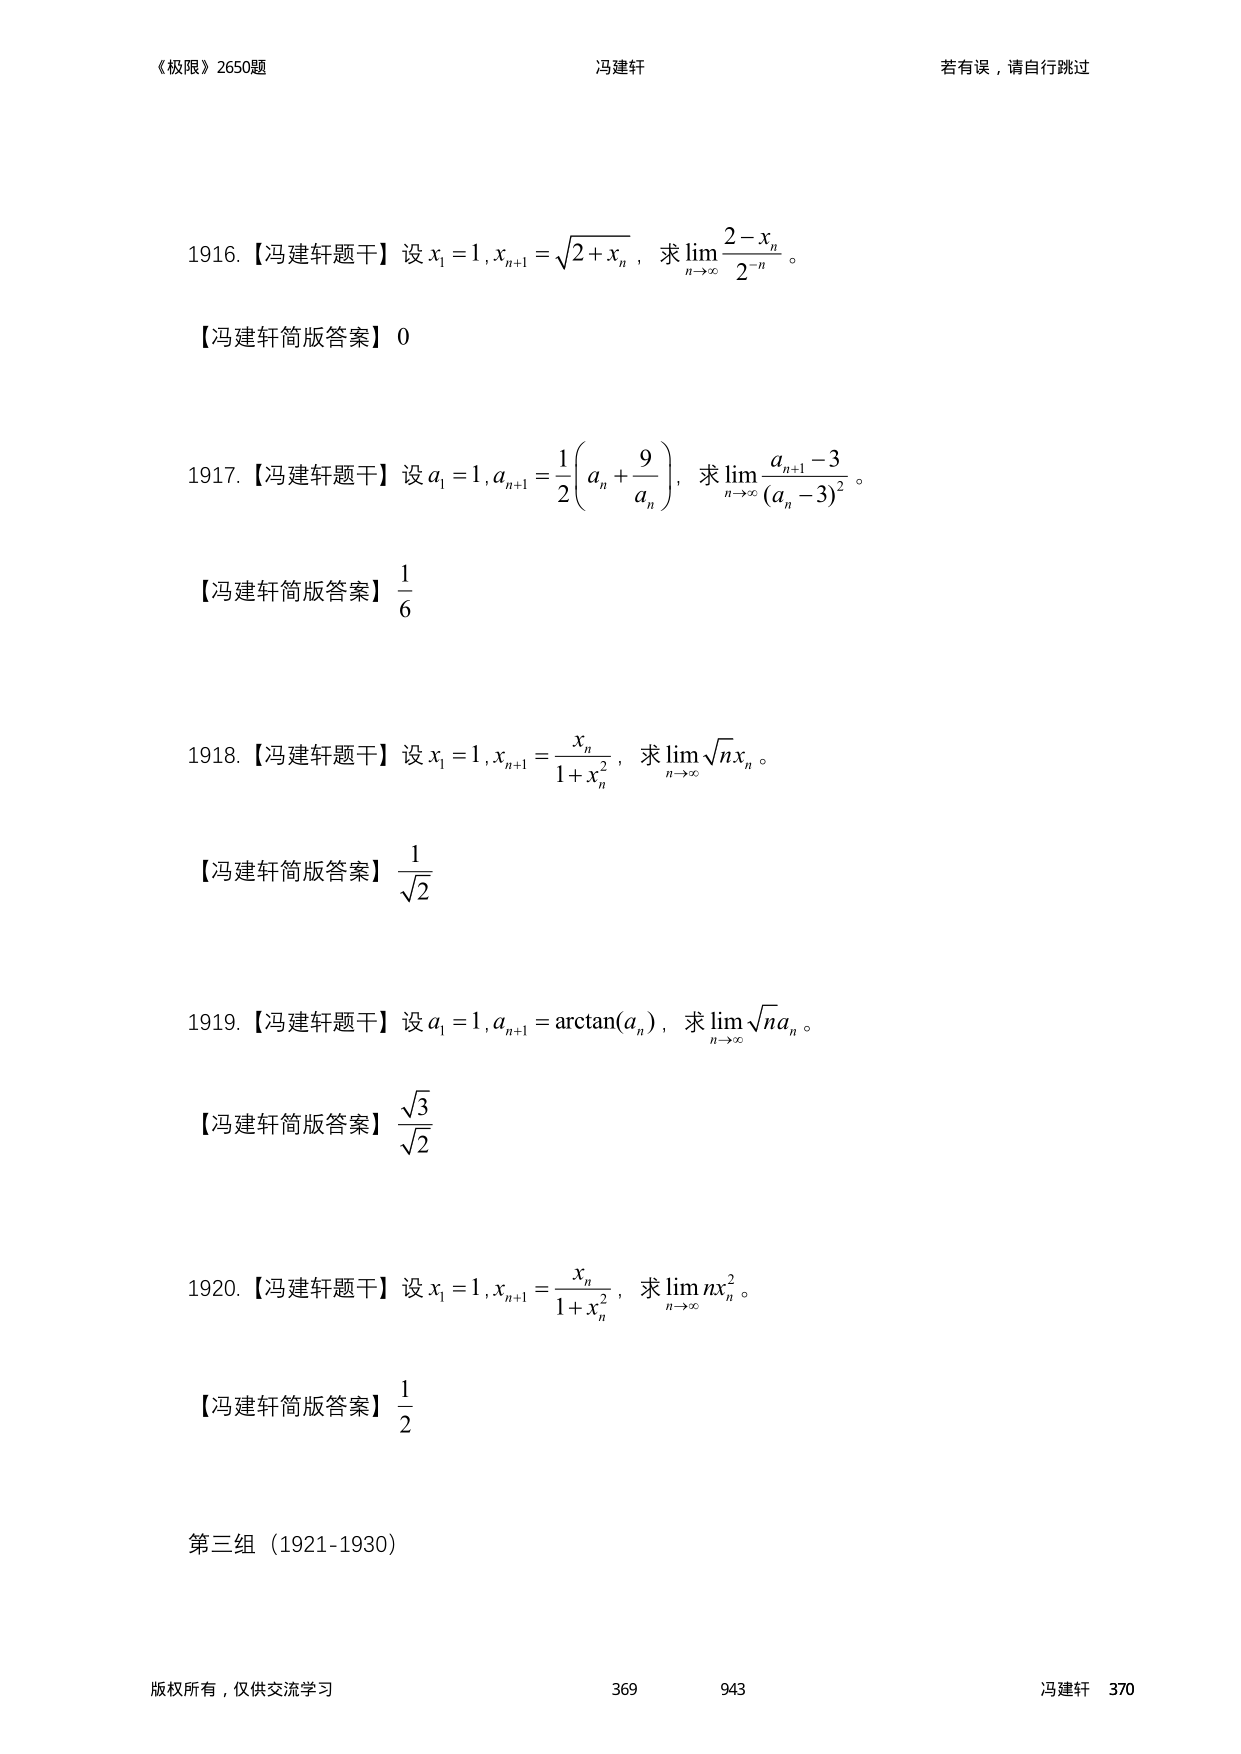 《极限》2650题 冯建轩 若有误，请自行跳过
1916.【冯建轩题干】设 $x_1 = 1, x_{n+1} = \sqrt{2 + x_n}$，求 $\lim_{n \to \infty} \frac{2 - x_n}{2^{-n}}$。
【冯建轩简版答案】0
1917.【冯建轩题干】设 $a_1 = 1, a_{n+1} = \frac{1}{2}\left(a_n + \frac{9}{a_n}\right)$，求 $\lim_{n \to \infty} \frac{a_{n+1} - 3}{(a_n - 3)^2}$。
【冯建轩简版答案】$\frac{1}{6}$
1918.【冯建轩题干】设 $x_1 = 1, x_{n+1} = \frac{x_n}{1 + x_n^2}$，求 $\lim_{n \to \infty} \sqrt{n} x_n$。
【冯建轩简版答案】$\frac{1}{\sqrt{2}}$
1919.【冯建轩题干】设 $a_1 = 1, a_{n+1} = \arctan(a_n)$，求 $\lim_{n \to \infty} \sqrt{n} a_n$。
【冯建轩简版答案】$\frac{\sqrt{3}}{\sqrt{2}}$
1920.【冯建轩题干】设 $x_1 = 1, x_{n+1} = \frac{x_n}{1 + x_n^2}$，求 $\lim_{n \to \infty} n x_n^2$。
【冯建轩简版答案】$\frac{1}{2}$
第三组（1921-1930）
版权所有，仅供交流学习 369 943 冯建轩 370